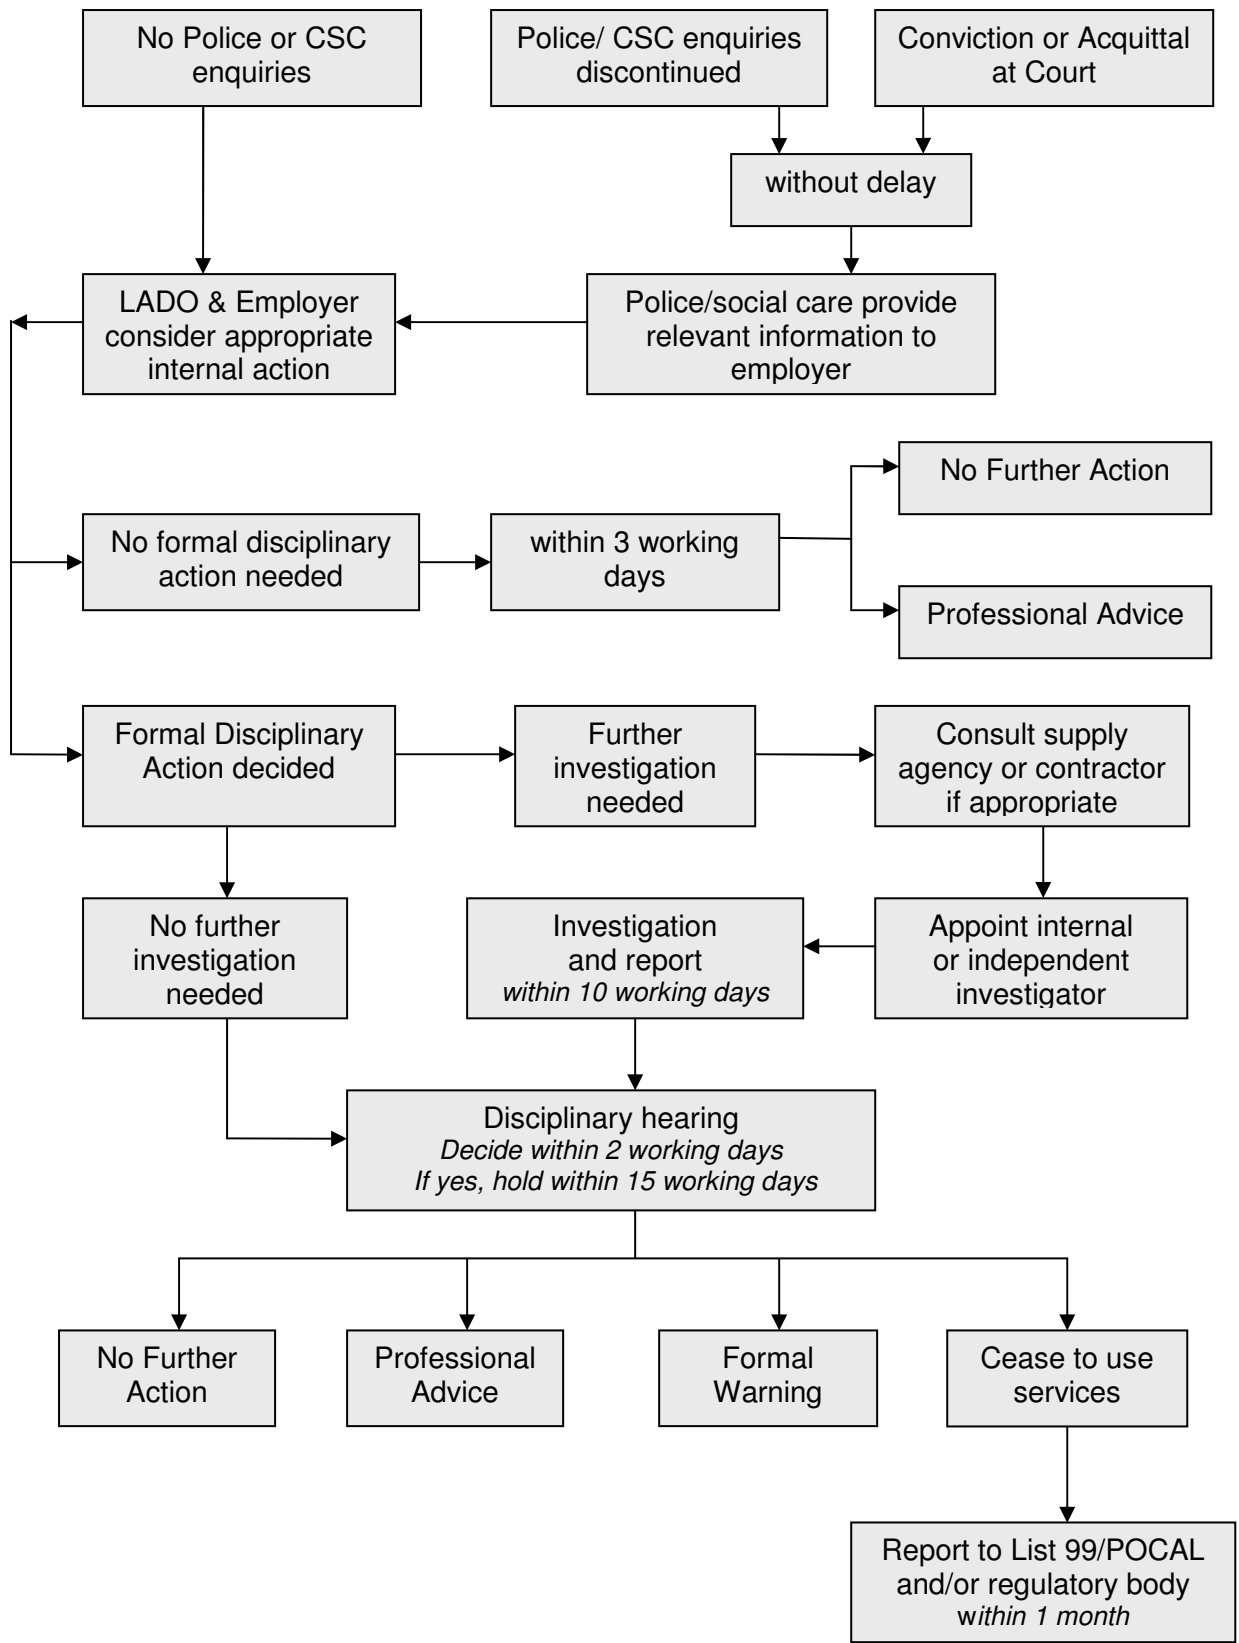 No Police or CSC
enquiries
Police/ CSC enquiries
discontinued
Conviction or Acquittal
at Court
without delay
LADO & Employer
consider appropriate
internal action
Police/social care provide
relevant information to
employer
No Further Action
No formal disciplinary
action needed
within 3 working
days
Professional Advice
Formal Disciplinary
Action decided
Further
investigation
needed
Consult supply
agency or contractor
if appropriate
No further
investigation
needed
Investigation
and report
within 10 working days
Appoint internal
or independent
investigator
Disciplinary hearing
Decide within 2 working days
If yes, hold within 15 working days
No Further
Action
Professional
Advice
Formal
Warning
Cease to use
services
Report to List 99/POCAL
and/or regulatory body
within 1 month